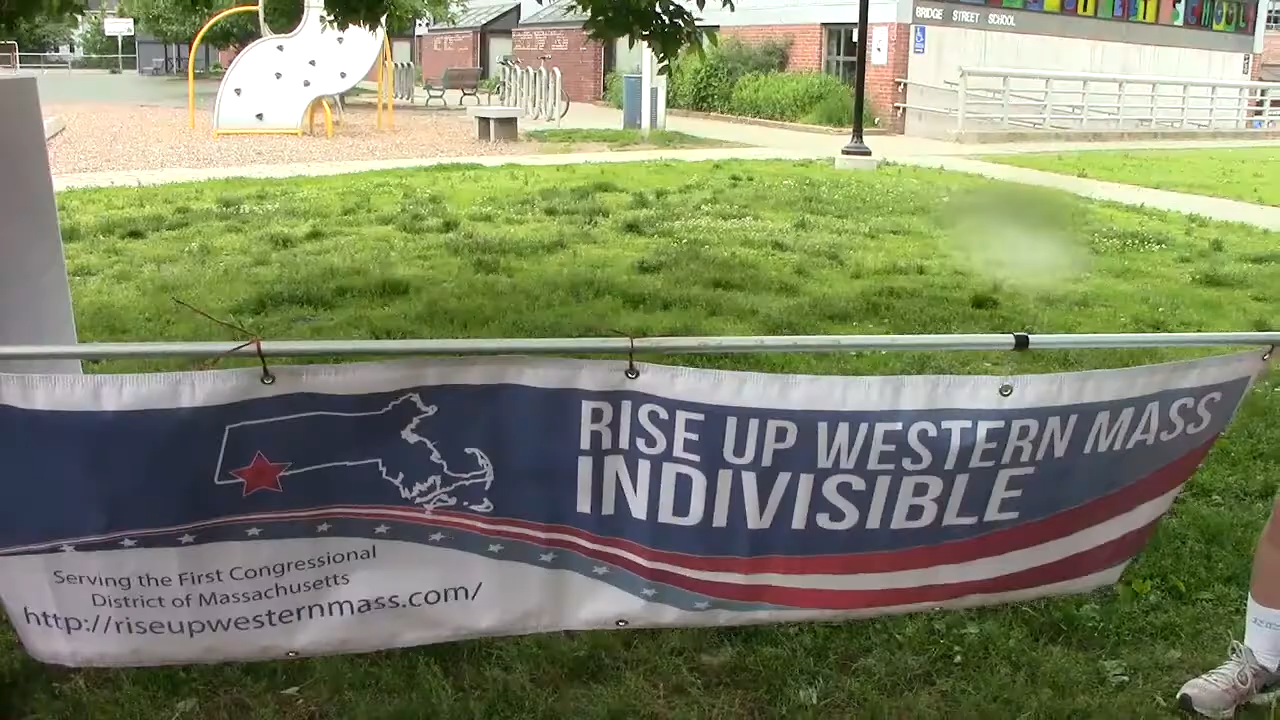 BRIDGE STREET SCHOOL
RISE UP WESTERN MASS
INDIVISIBLE
Serving the First Congressional
District of Massachusetts
http://riseupwesternmass.com/